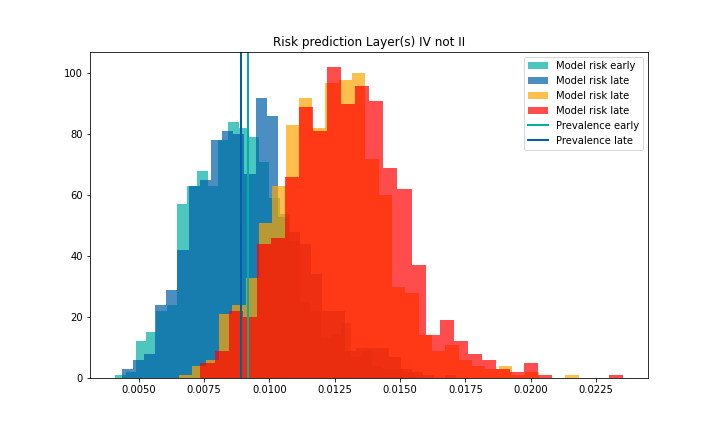 Risk prediction Layer(s) IV not II
Model risk early
Model risk late
Model risk late
Model risk late
Prevalence early
Prevalence late
100
80
60
40
20
0
0.0050 0.0075 0.0100 0.0125 0.0150 0.0175 0.0200 0.0225